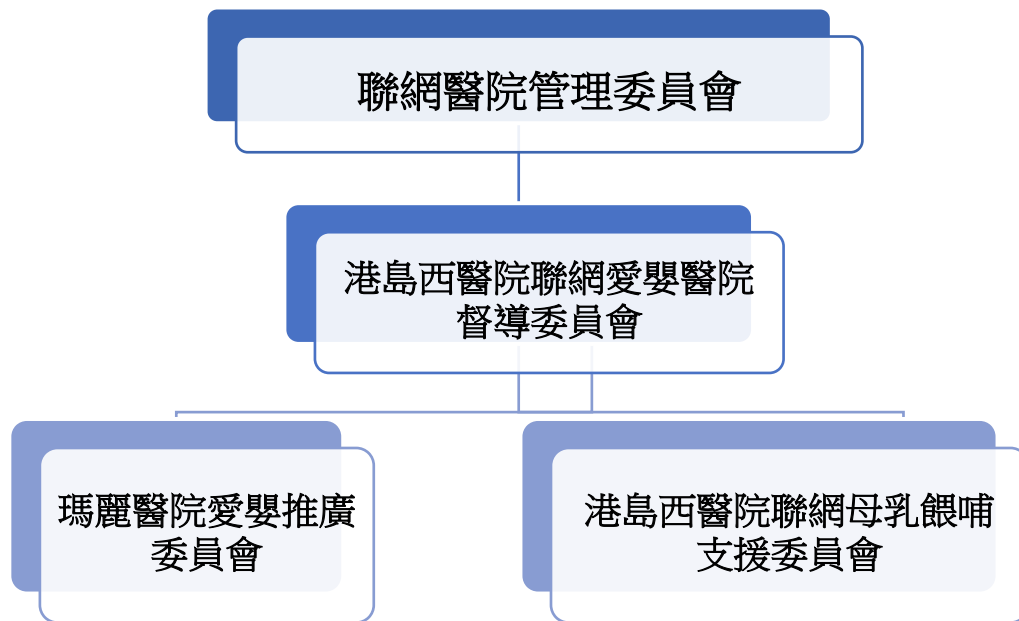 聯網醫院管理委員會
港島西醫院聯網愛嬰醫院
督導委員會
瑪麗醫院愛嬰推廣
委員會
港島西醫院聯網母乳餵哺
支援委員會